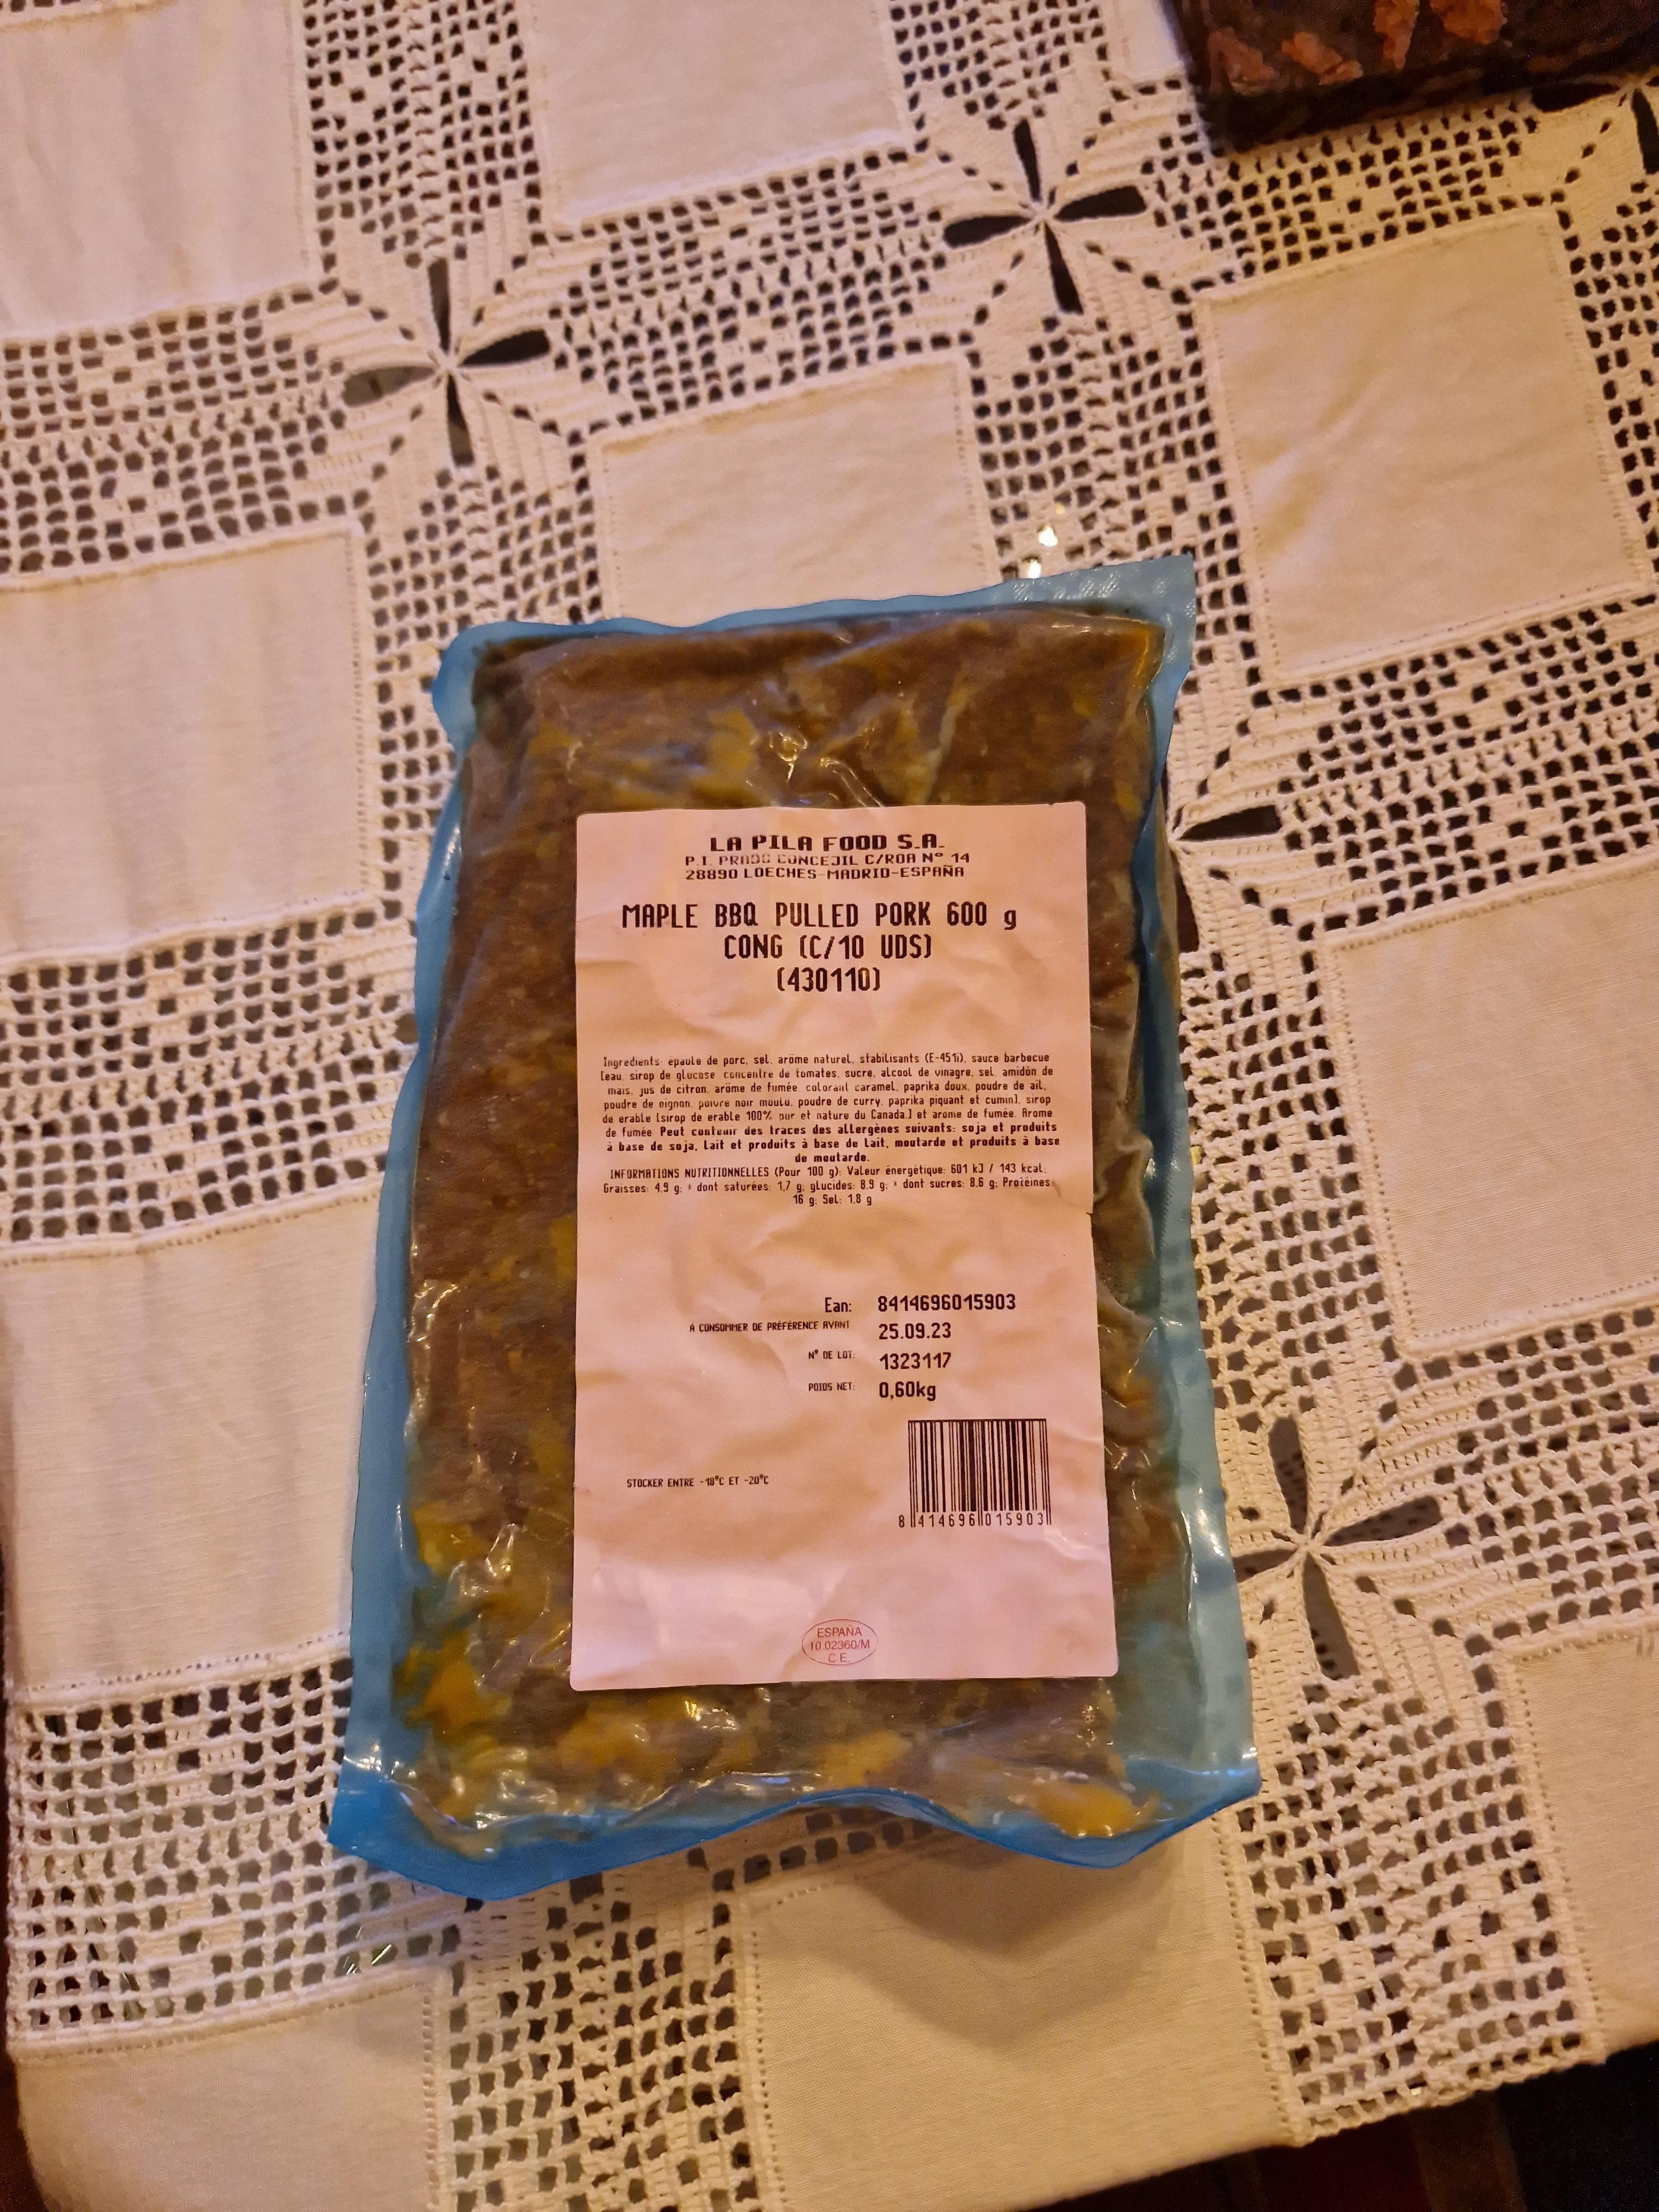 LA PILA FOOD S.A.
P.I. PRADO CONCEJIL C/ROA Nº 14
28890 LOECHES-MADRID-ESPAÑA
MAPLE BBQ PULLED PORK 600 g
CONG (C/10 UDS)
(430110)
Ingredients: épaule de porc, sel, arôme naturel, stabilisants (E-451i), sauce barbecue
[eau, sirop de glucose concentre de tomates, sucre, alcool de vinagre, sel, amidon de
mais, jus de citron, arôme de fumée, colorant caramel, paprika doux, poudre de ail,
poudre de oignon, poivre noir moulu, poudre de curry, paprika piquant et cumin], sirop
de erable [sirop de erable 100% pur et nature du Canada.] et arome de fumée. Arome
de fumée Peut contenir des traces des allergènes suivants: soja et produits
à base de soja, Lait et produits à base de Lait, moutarde et produits à base
de moutarde.
INFORMATIONS NUTRITIONNELLES (Pour 100 g): Valeur énergétique: 601 kJ / 143 kcal;
Graisses: 4,9 g; * dont saturées: 1,7 g; glucides: 8,9 g; * dont sucres: 8,6 g; Protéines:
16 g; Sel: 1,8 g
Ean: 8414696015903
A CONSOMMER DE PRÉFÉRENCE AVANT 25.09.23
Nº DE LOT: 1323117
POIDS NET: 0,60kg
STOCKER ENTRE -18ºC ET -20ºC
8 414696 015903
ESPAÑA
10.02360/M
C.E.